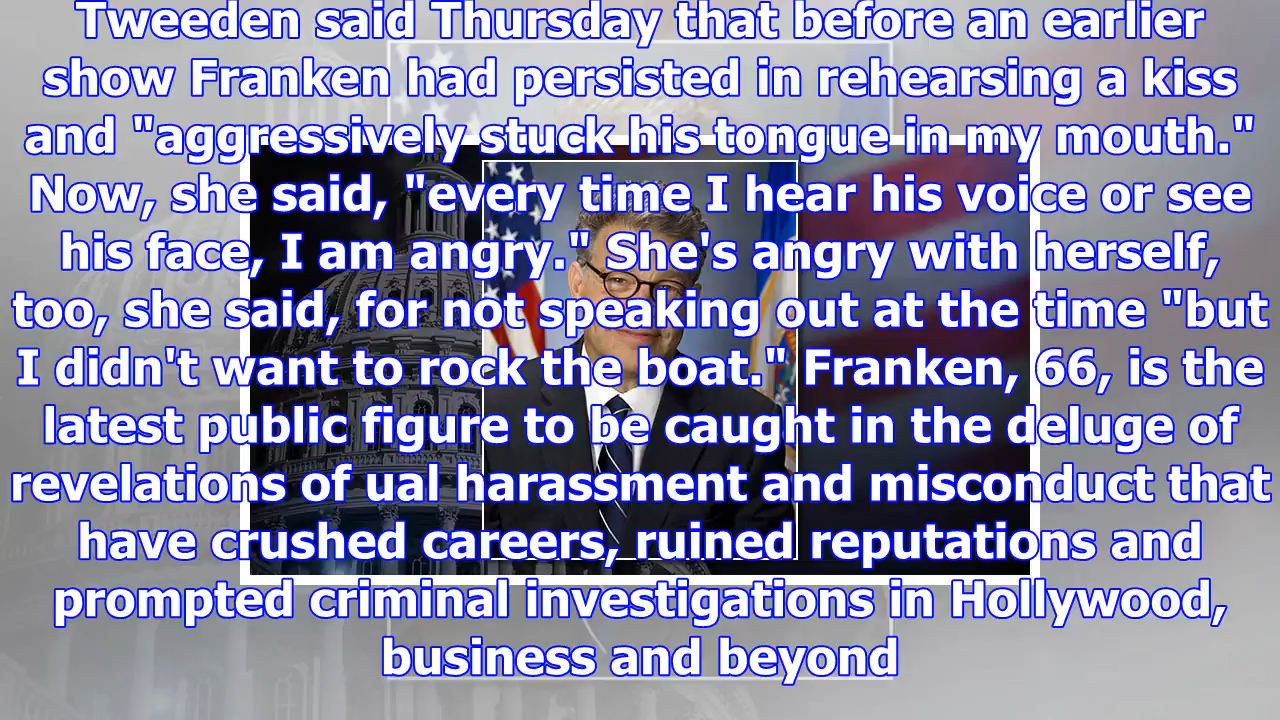 Tweeden said Thursday that before an earlier
show Franken had persisted in rehearsing a kiss
and "aggressively stuck his tongue in my mouth."
Now, she said, "every time I hear his voice or see
his face, I am angry." She's angry with herself,
too, she said, for not speaking out at the time "but
I didn't want to rock the boat." Franken, 66, is the
latest public figure to be caught in the deluge of
revelations of ual harassment and misconduct that
have crushed careers, ruined reputations and
prompted criminal investigations in Hollywood,
business and beyond